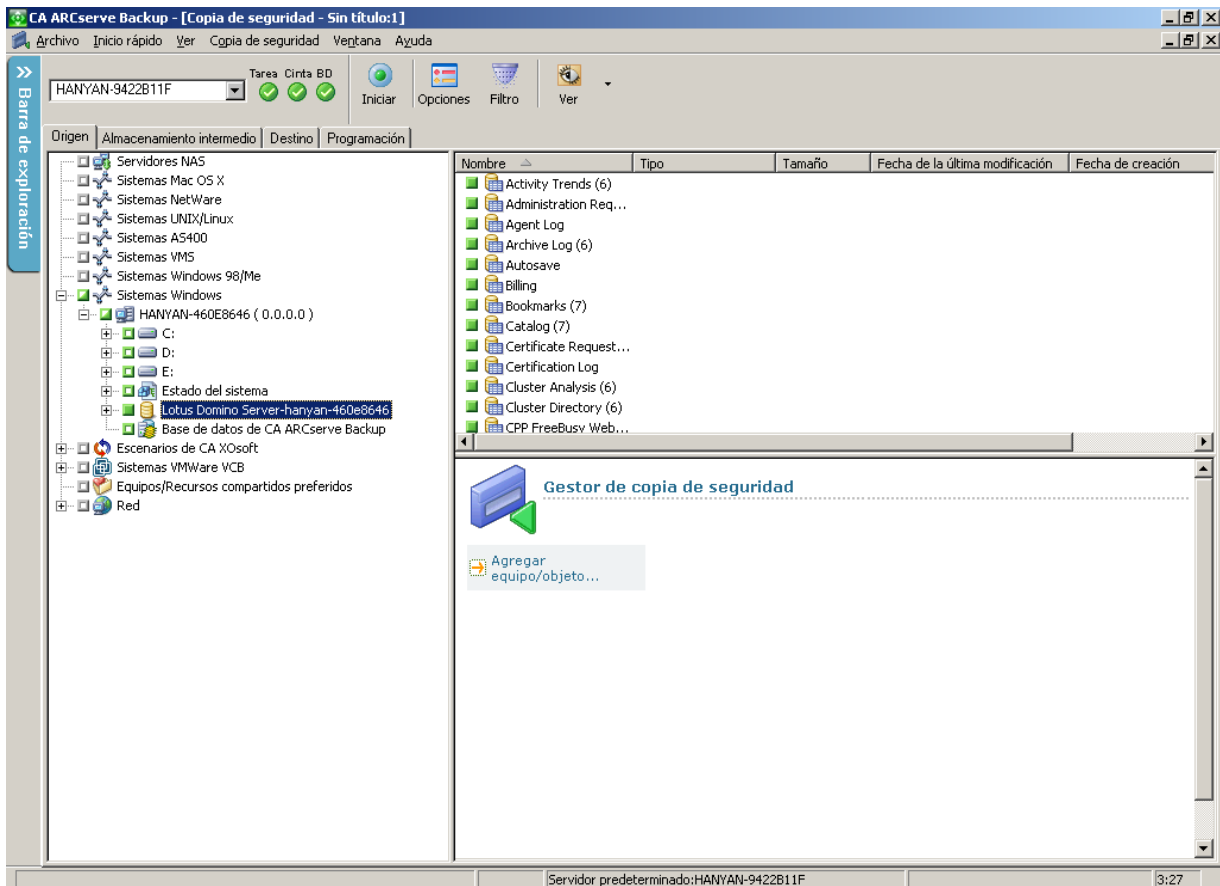 CA ARCserve Backup - [Copia de seguridad - Sin título:1]
Archivo Inicio rápido Ver Copia de seguridad Ventana Ayuda
Barra de exploración
HANYAN-9422B11F
Tarea Cinta BD
Iniciar
Opciones
Filtro
Ver
Origen Almacenamiento intermedio Destino Programación
Servidores NAS
Sistemas Mac OS X
Sistemas NetWare
Sistemas UNIX/Linux
Sistemas AS400
Sistemas VMS
Sistemas Windows 98/Me
Sistemas Windows
HANYAN-460E8646 ( 0.0.0.0 )
C:
D:
E:
Estado del sistema
Lotus Domino Server-hanyan-460e8646
Base de datos de CA ARCserve Backup
Escenarios de CA XOsoft
Sistemas VMWare VCB
Equipos/Recursos compartidos preferidos
Red
Nombre Tipo Tamaño Fecha de la última modificación Fecha de creación
Activity Trends (6)
Administration Req...
Agent Log
Archive Log (6)
Autosave
Billing
Bookmarks (7)
Catalog (7)
Certificate Request...
Certification Log
Cluster Analysis (6)
Cluster Directory (6)
CPP FreeBusy Web...
Gestor de copia de seguridad
Agregar
equipo/objeto...
Servidor predeterminado:HANYAN-9422B11F
3:27